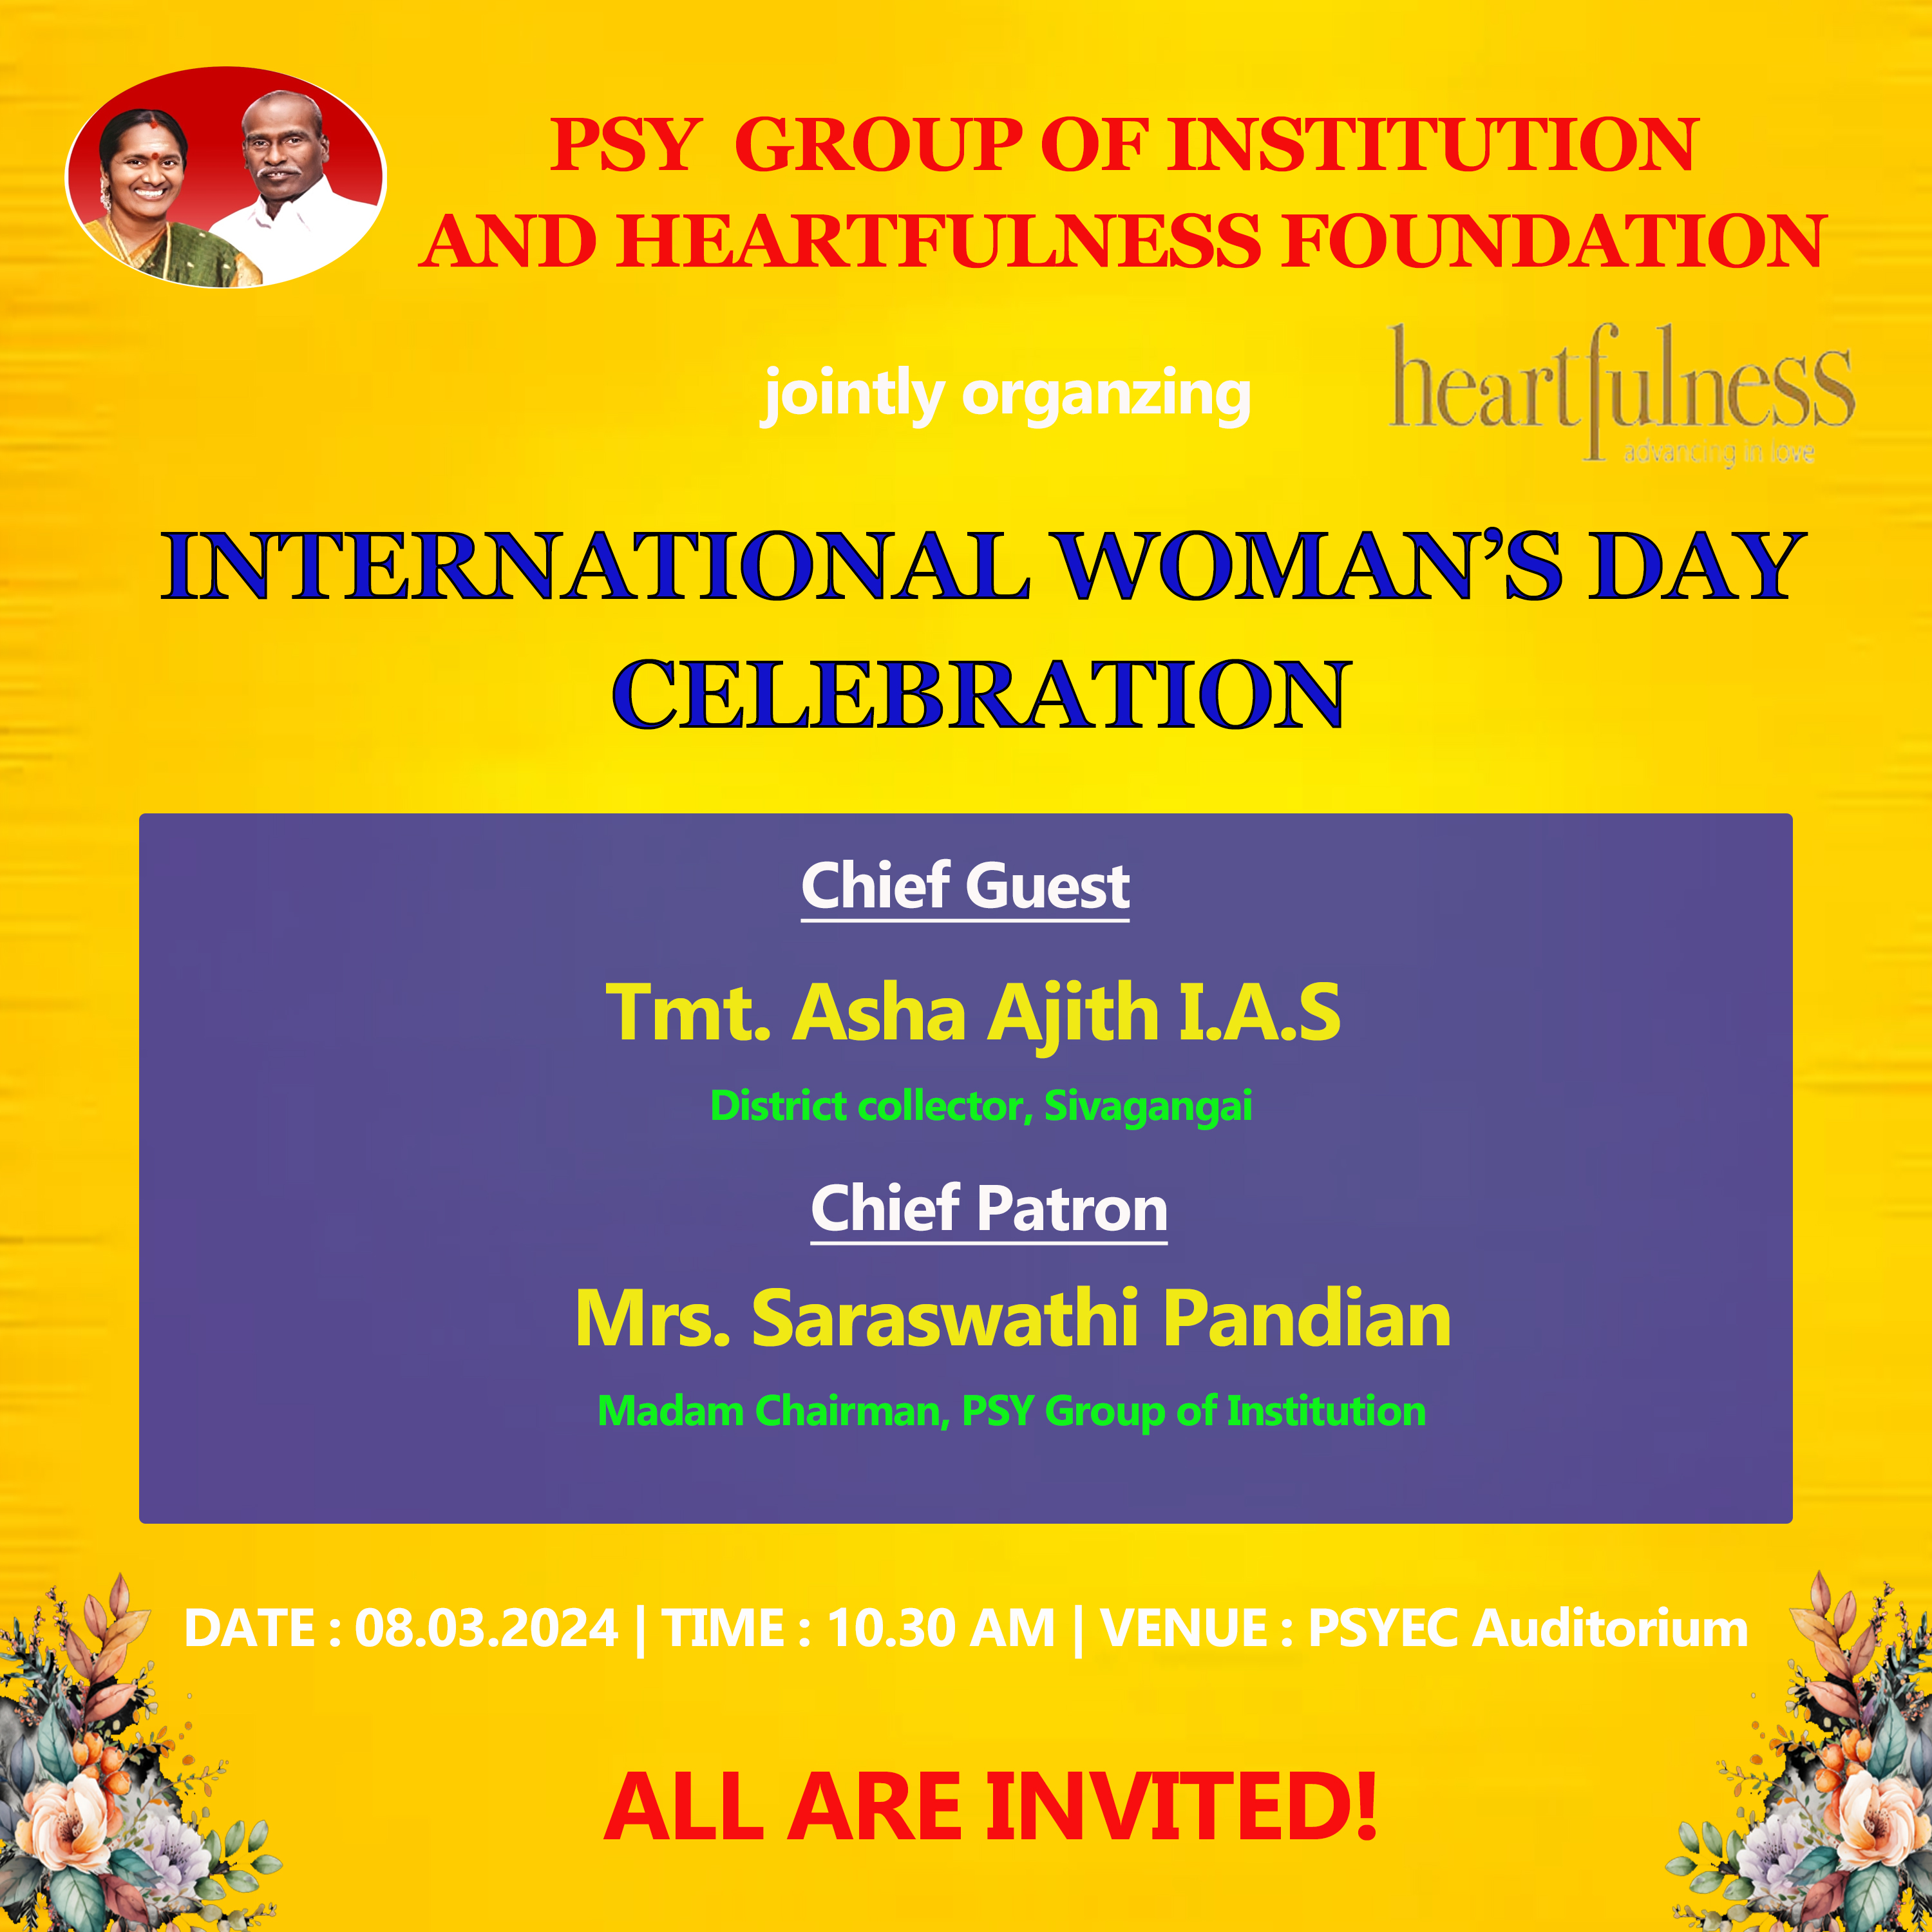 PSY GROUP OF INSTITUTION
AND HEARTFULNESS FOUNDATION
jointly organzing
heartfulness
advancing in love
INTERNATIONAL WOMAN’S DAY
CELEBRATION
Chief Guest
Tmt. Asha Ajith I.A.S
District collector, Sivagangai
Chief Patron
Mrs. Saraswathi Pandian
Madam Chairman, PSY Group of Institution
DATE : 08.03.2024 | TIME : 10.30 AM | VENUE : PSYEC Auditorium
ALL ARE INVITED!